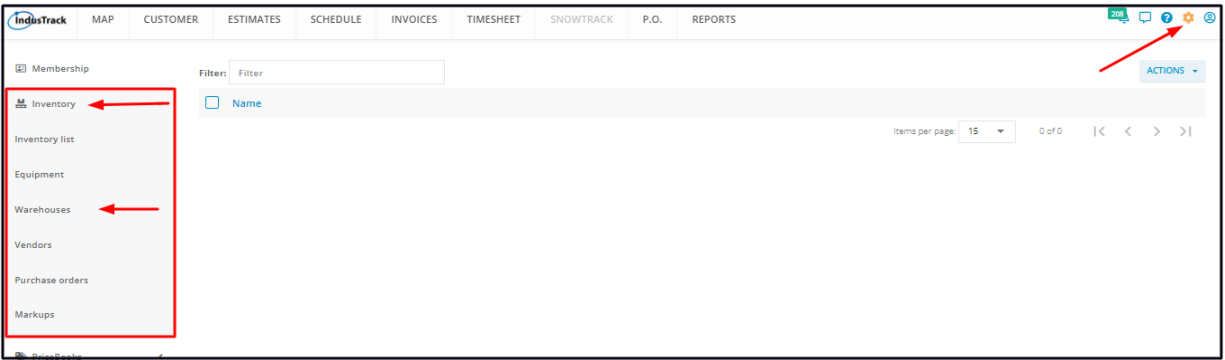 IndusTrack MAP CUSTOMER ESTIMATES SCHEDULE INVOICES TIMESHEET SNOWTRACK P.O. REPORTS 208
Membership
Filter: Filter ACTIONS
Inventory
Name
Items per page: 15 0 of 0
Inventory list
Equipment
Warehouses
Vendors
Purchase orders
Markups
PriceBooks